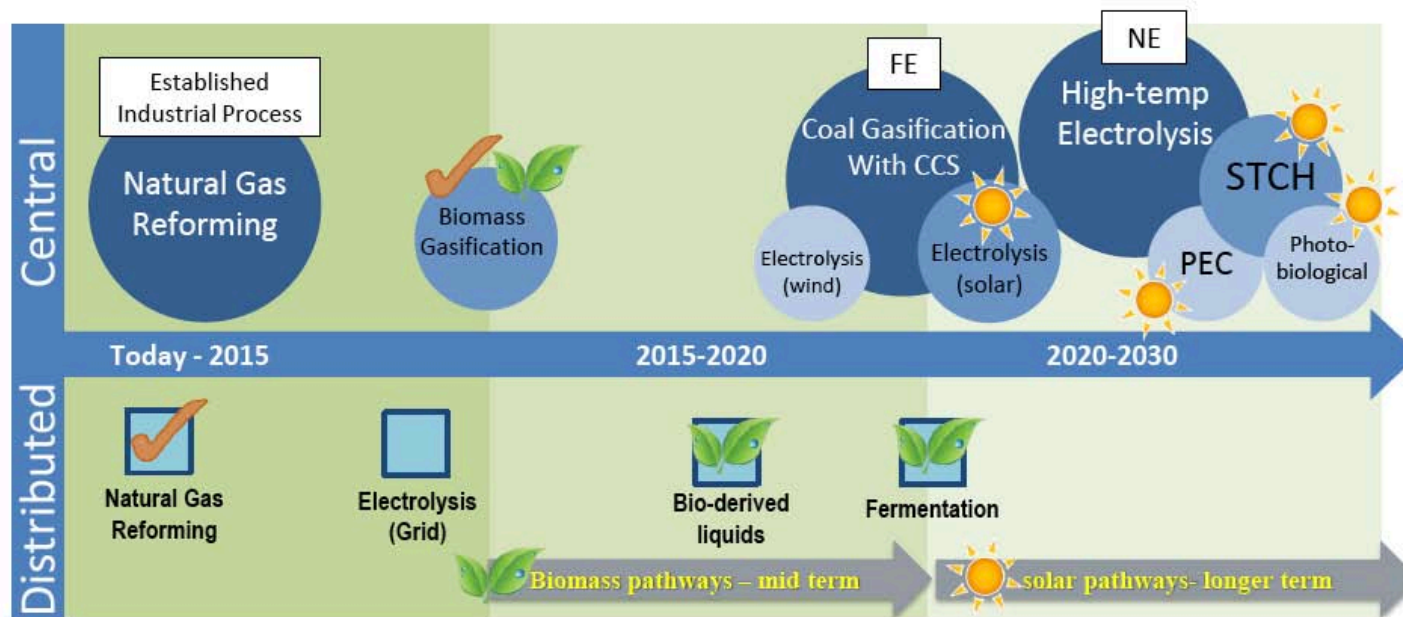 Central
Established
Industrial Process
Natural Gas
Reforming
Biomass
Gasification
FE
Coal Gasification
With CCS
Electrolysis
(wind)
Electrolysis
(solar)
NE
High-temp
Electrolysis
STCH
PEC
Photo-
biological
Today - 2015
2015-2020
2020-2030
Distributed
Natural Gas
Reforming
Electrolysis
(Grid)
Bio-derived
liquids
Fermentation
Biomass pathways – mid term
solar pathways- longer term